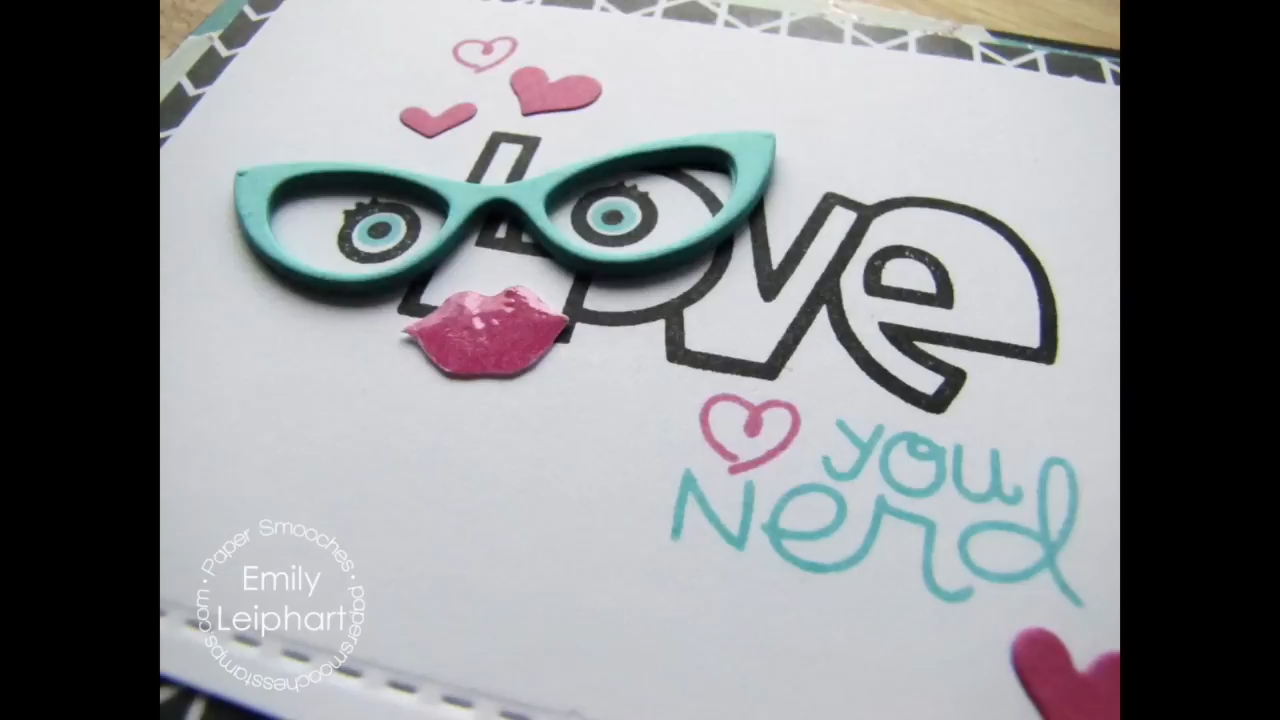 Love
you
Nerd
Paper Smooches • papersmoochesstamps.com •
Emily
Leiphart